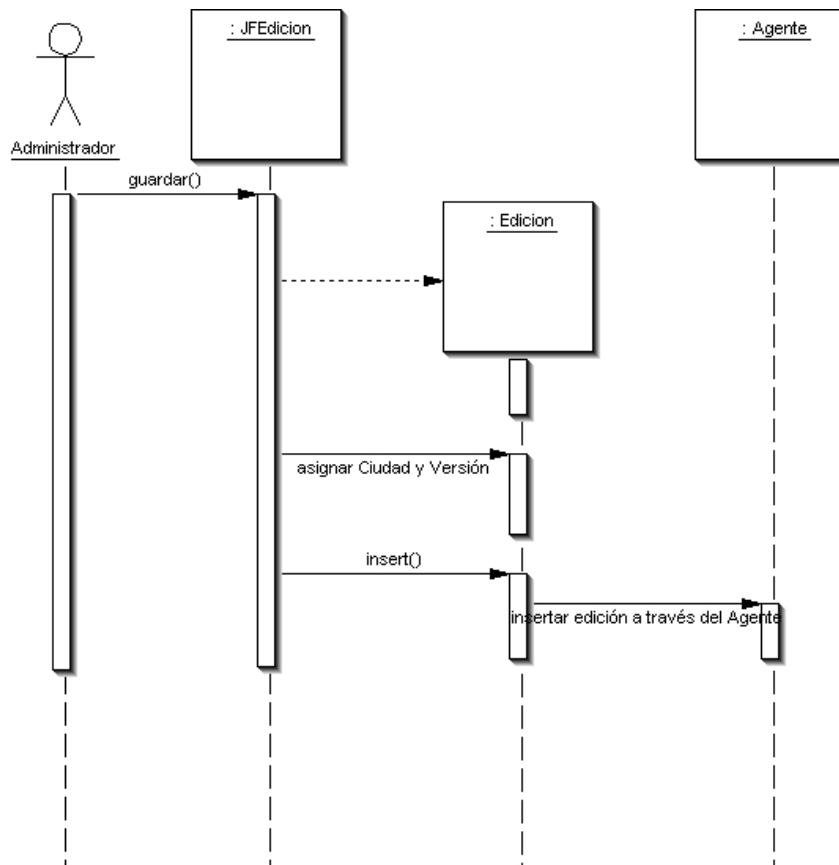 : JFEdicion
: Agente
Administrador
guardar()
: Edicion
asignar Ciudad y Versión
insert()
insertar edición a través del Agente